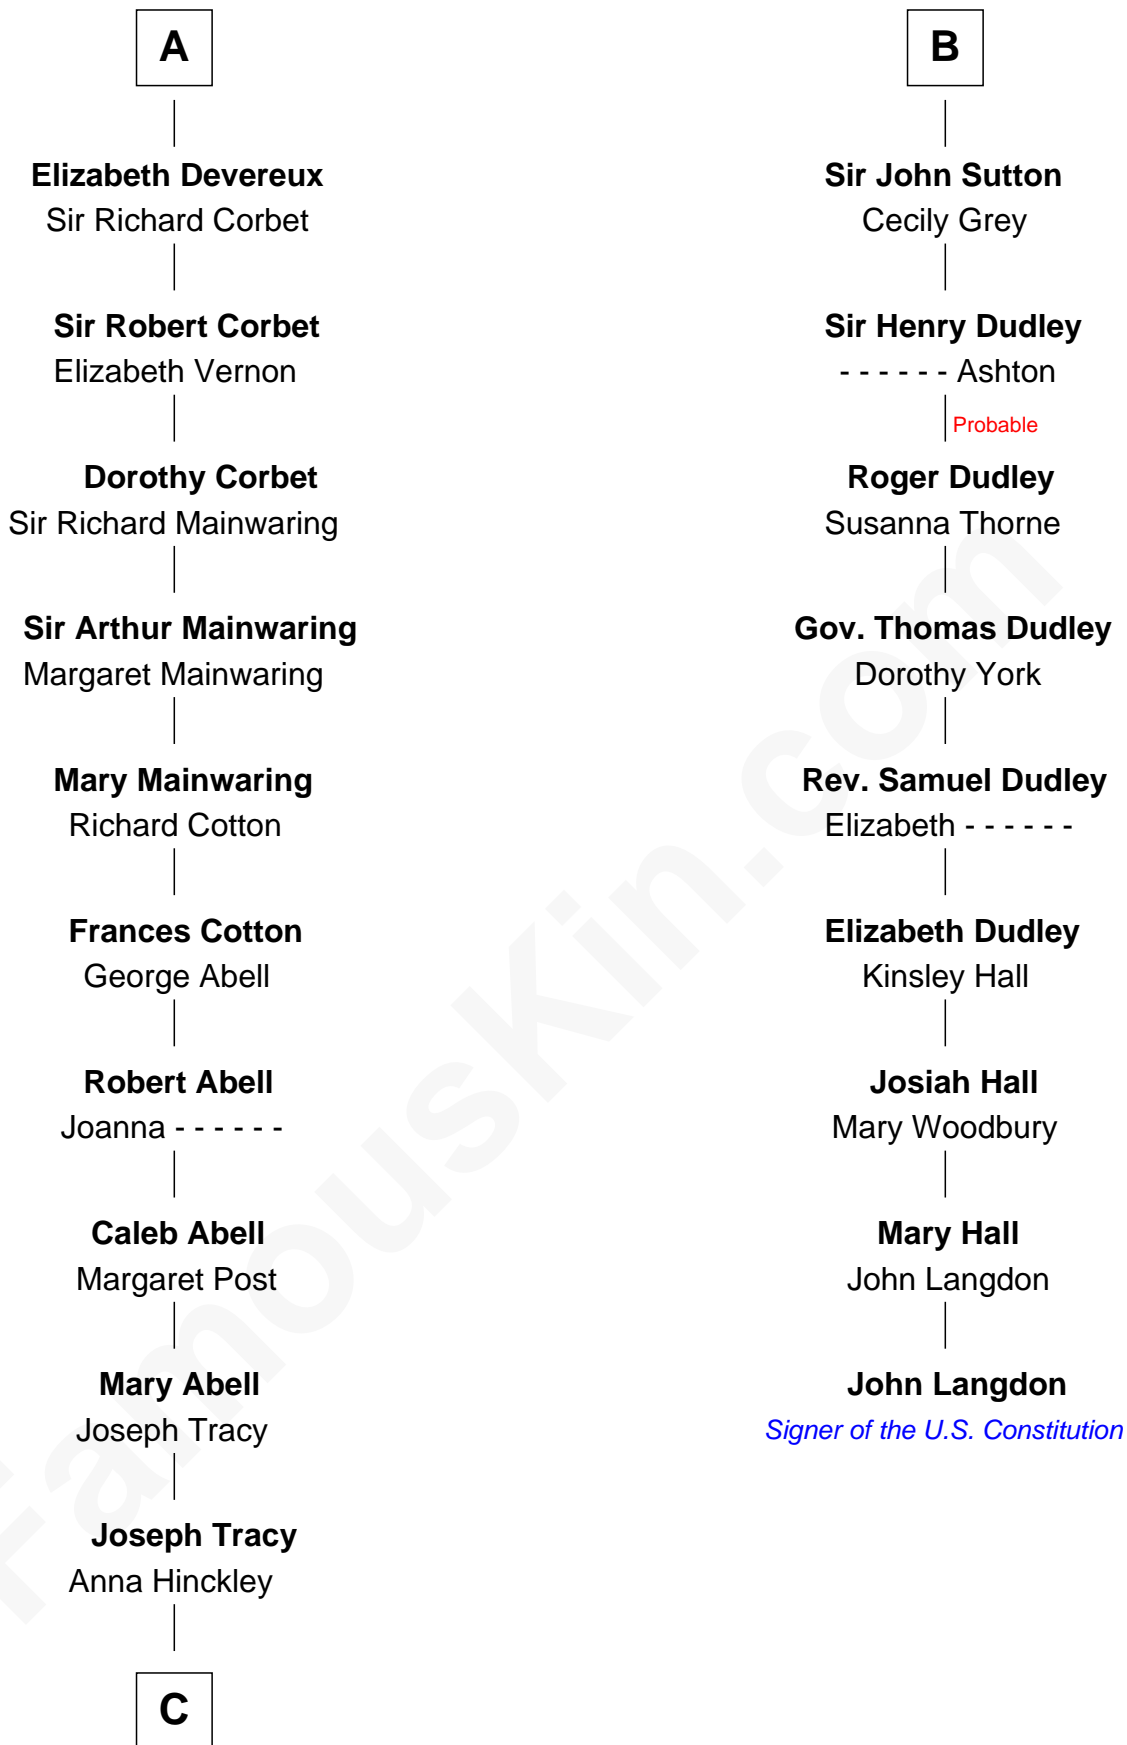 A
Elizabeth Devereux
Sir Richard Corbet
Sir Robert Corbet
Elizabeth Vernon
Dorothy Corbet
Sir Richard Mainwaring
Sir Arthur Mainwaring
Margaret Mainwaring
Mary Mainwaring
Richard Cotton
Frances Cotton
George Abell
Robert Abell
Joanna - - - - - -
Caleb Abell
Margaret Post
Mary Abell
Joseph Tracy
Joseph Tracy
Anna Hinckley
C
B
Sir John Sutton
Cecily Grey
Sir Henry Dudley
- - - - - - Ashton
Probable
Roger Dudley
Susanna Thorne
Gov. Thomas Dudley
Dorothy York
Rev. Samuel Dudley
Elizabeth - - - - - -
Elizabeth Dudley
Kinsley Hall
Josiah Hall
Mary Woodbury
Mary Hall
John Langdon
John Langdon
Signer of the U.S. Constitution
FamousKin.com